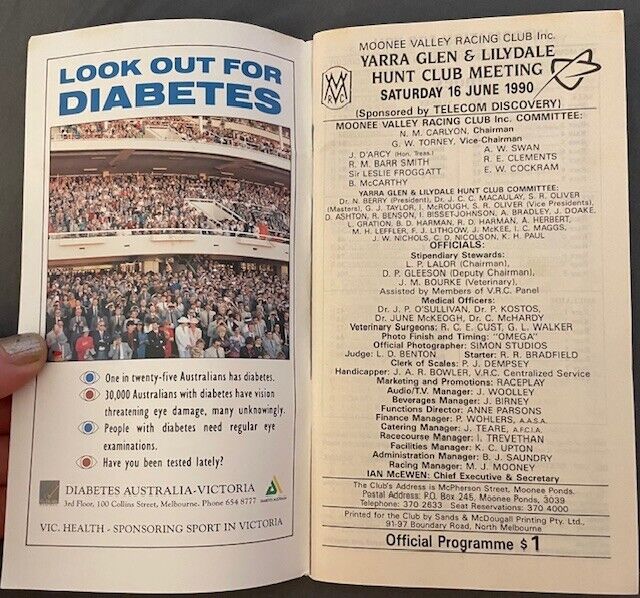 LOOK OUT FOR
DIABETES
One in twenty-five Australians has diabetes.
30,000 Australians with diabetes have vision
threatening eye damage, many unknowingly.
People with diabetes need regular eye
examinations.
Have you been tested lately?
DIABETES AUSTRALIA-VICTORIA
3rd Floor, 100 Collins Street, Melbourne. Phone 654 8777
DIABETES AUSTRALIA
VIC. HEALTH - SPONSORING SPORT IN VICTORIA
MOONEE VALLEY RACING CLUB Inc.
YARRA GLEN & LILYDALE
HUNT CLUB MEETING
SATURDAY 16 JUNE 1990
(Sponsored by TELECOM DISCOVERY)
MOONEE VALLEY RACING CLUB Inc. COMMITTEE:
N. M. CARLYON, Chairman
G. W. TORNEY, Vice-Chairman
J. D'ARCY (Hon. Treas.)
R. M. BARR SMITH
Sir LESLIE FROGGATT
B. McCARTHY
A. W. SWAN
R. E. CLEMENTS
E. W. COCKRAM
YARRA GLEN & LILYDALE HUNT CLUB COMMITTEE:
Dr. N. BERRY (President), Dr. J. C. C. MACAULAY, S. R. OLIVER
(Masters), G. J. TAYLOR, I. McROUGH, S. R. OLIVER (Vice Presidents),
D. ASHTON, R. BENSON, I. BISSET-JOHNSON, A. BRADLEY, J. DOAKE,
L. GRATION, B. D. HARMAN, R. D. HARMAN, A. HERBERT,
M. H. LEFFLER, F. J. LITHGOW, J. McKEE, I. C. MAGGS,
J. W. NICHOLS, C. D. NICOLSON, K. H. PAUL
OFFICIALS:
Stipendiary Stewards:
L. P. LALOR (Chairman),
D. P. GLEESON (Deputy Chairman),
J. M. BOURKE (Veterinary),
Assisted by Members of V.R.C. Panel
Medical Officers:
Dr. J. P. O'SULLIVAN, Dr. P. KOSTOS,
Dr. JUNE McKEOGH, Dr. C. McHARDY
Veterinary Surgeons: R. C. E. CUST, G. L. WALKER
Photo Finish and Timing: "OMEGA"
Official Photographer: SIMON STUDIOS
Judge: L. D. BENTON Starter: R. R. BRADFIELD
Clerk of Scales: P. J. DEMPSEY
Handicapper: J. A. R. BOWLER, V.R.C. Centralized Service
Marketing and Promotions: RACEPLAY
Audio/T.V. Manager: J. WOOLLEY
Beverages Manager: J. BIRNEY
Functions Director: ANNE PARSONS
Finance Manager: P. WOHLERS, A.A.S.A.
Catering Manager: J. TEARE, A.F.C.I.A.
Racecourse Manager: I. TREVETHAN
Facilities Manager: K. C. UPTON
Administration Manager: B. J. SAUNDRY
Racing Manager: M. J. MOONEY
IAN McEWEN: Chief Executive & Secretary
The Club's Address is McPherson Street, Moonee Ponds.
Postal Address: P.O. Box 245, Moonee Ponds, 3039
Telephone: 370 2633 Seat Reservations: 370 4000
Printed for the Club by Sands & McDougall Printing Pty. Ltd.,
91-97 Boundary Road, North Melbourne
Official Programme $1